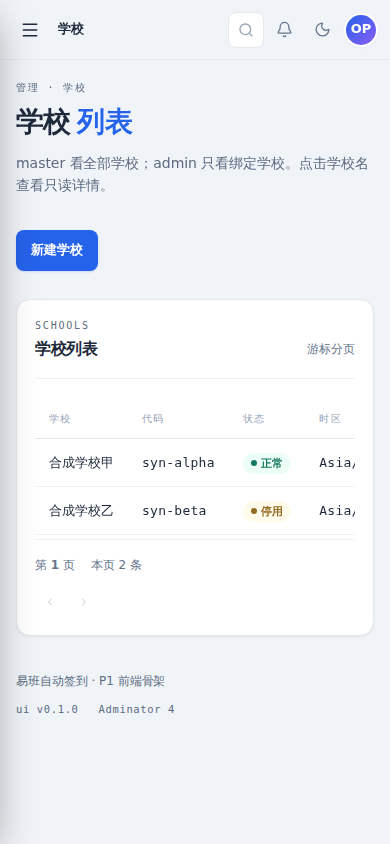 学校
OP
管理 · 学校
学校 列表
master 看全部学校；admin 只看绑定学校。点击学校名
查看只读详情。
新建学校
SCHOOLS
学校列表
游标分页
学校 代码 状态 时区
合成学校甲 syn-alpha 正常 Asia/
合成学校乙 syn-beta 停用 Asia/
第 1 页 本页 2 条
易班自动签到 · P1 前端骨架
ui v0.1.0 Adminator 4